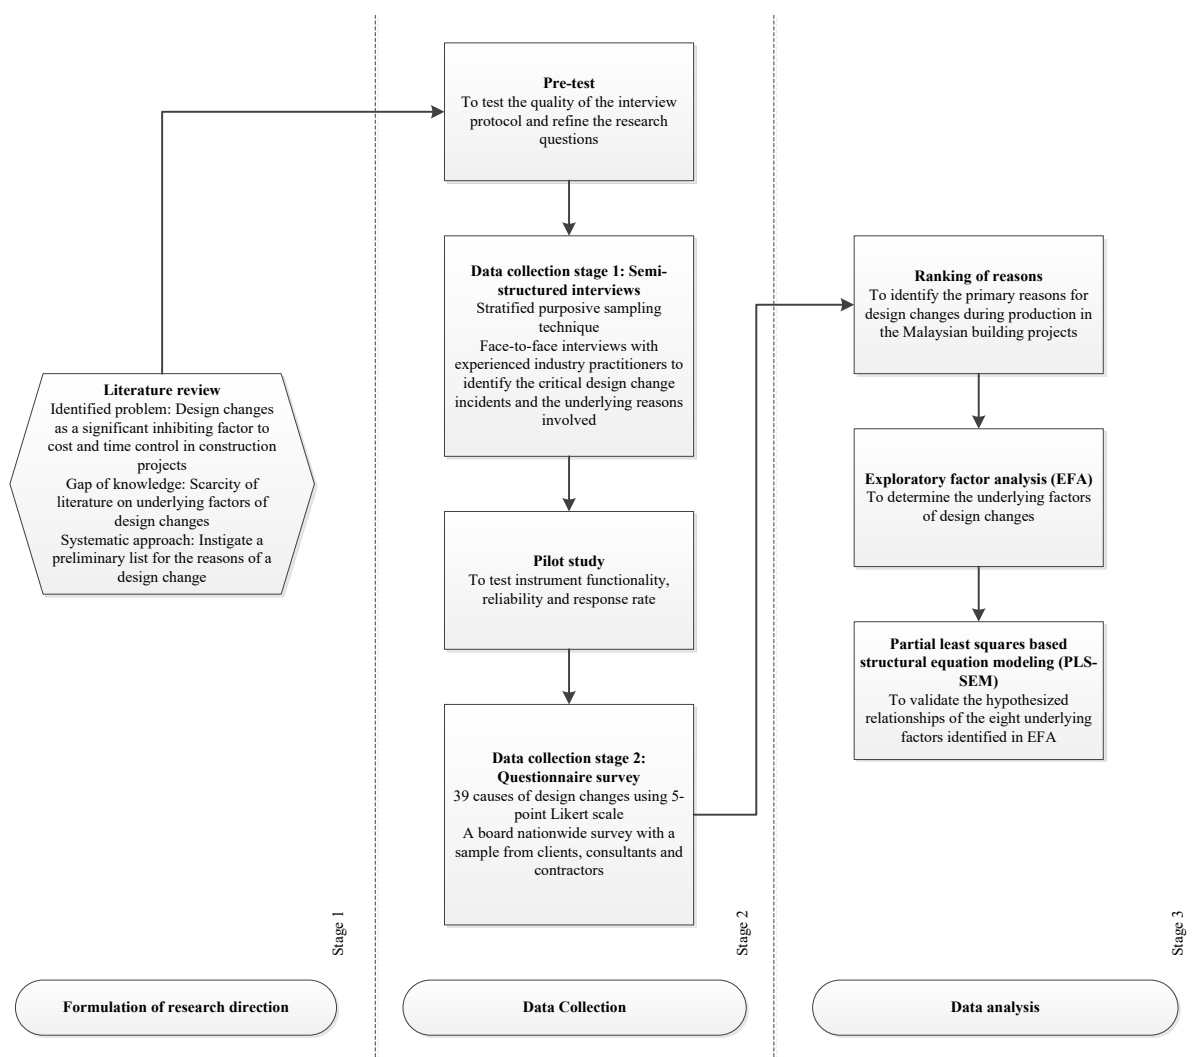 Literature review
Identified problem: Design changes
as a significant inhibiting factor to
cost and time control in construction
projects
Gap of knowledge: Scarcity of
literature on underlying factors of
design changes
Systematic approach: Instigate a
preliminary list for the reasons of a
design change
Stage 1
Formulation of research direction
Pre-test
To test the quality of the interview
protocol and refine the research
questions
Data collection stage 1: Semi-
structured interviews
Stratified purposive sampling
technique
Face-to-face interviews with
experienced industry practitioners to
identify the critical design change
incidents and the underlying reasons
involved
Pilot study
To test instrument functionality,
reliability and response rate
Data collection stage 2:
Questionnaire survey
39 causes of design changes using 5-
point Likert scale
A board nationwide survey with a
sample from clients, consultants and
contractors
Stage 2
Data Collection
Ranking of reasons
To identify the primary reasons for
design changes during production in
the Malaysian building projects
Exploratory factor analysis (EFA)
To determine the underlying factors
of design changes
Partial least squares based
structural equation modeling (PLS-
SEM)
To validate the hypothesized
relationships of the eight underlying
factors identified in EFA
Stage 3
Data analysis